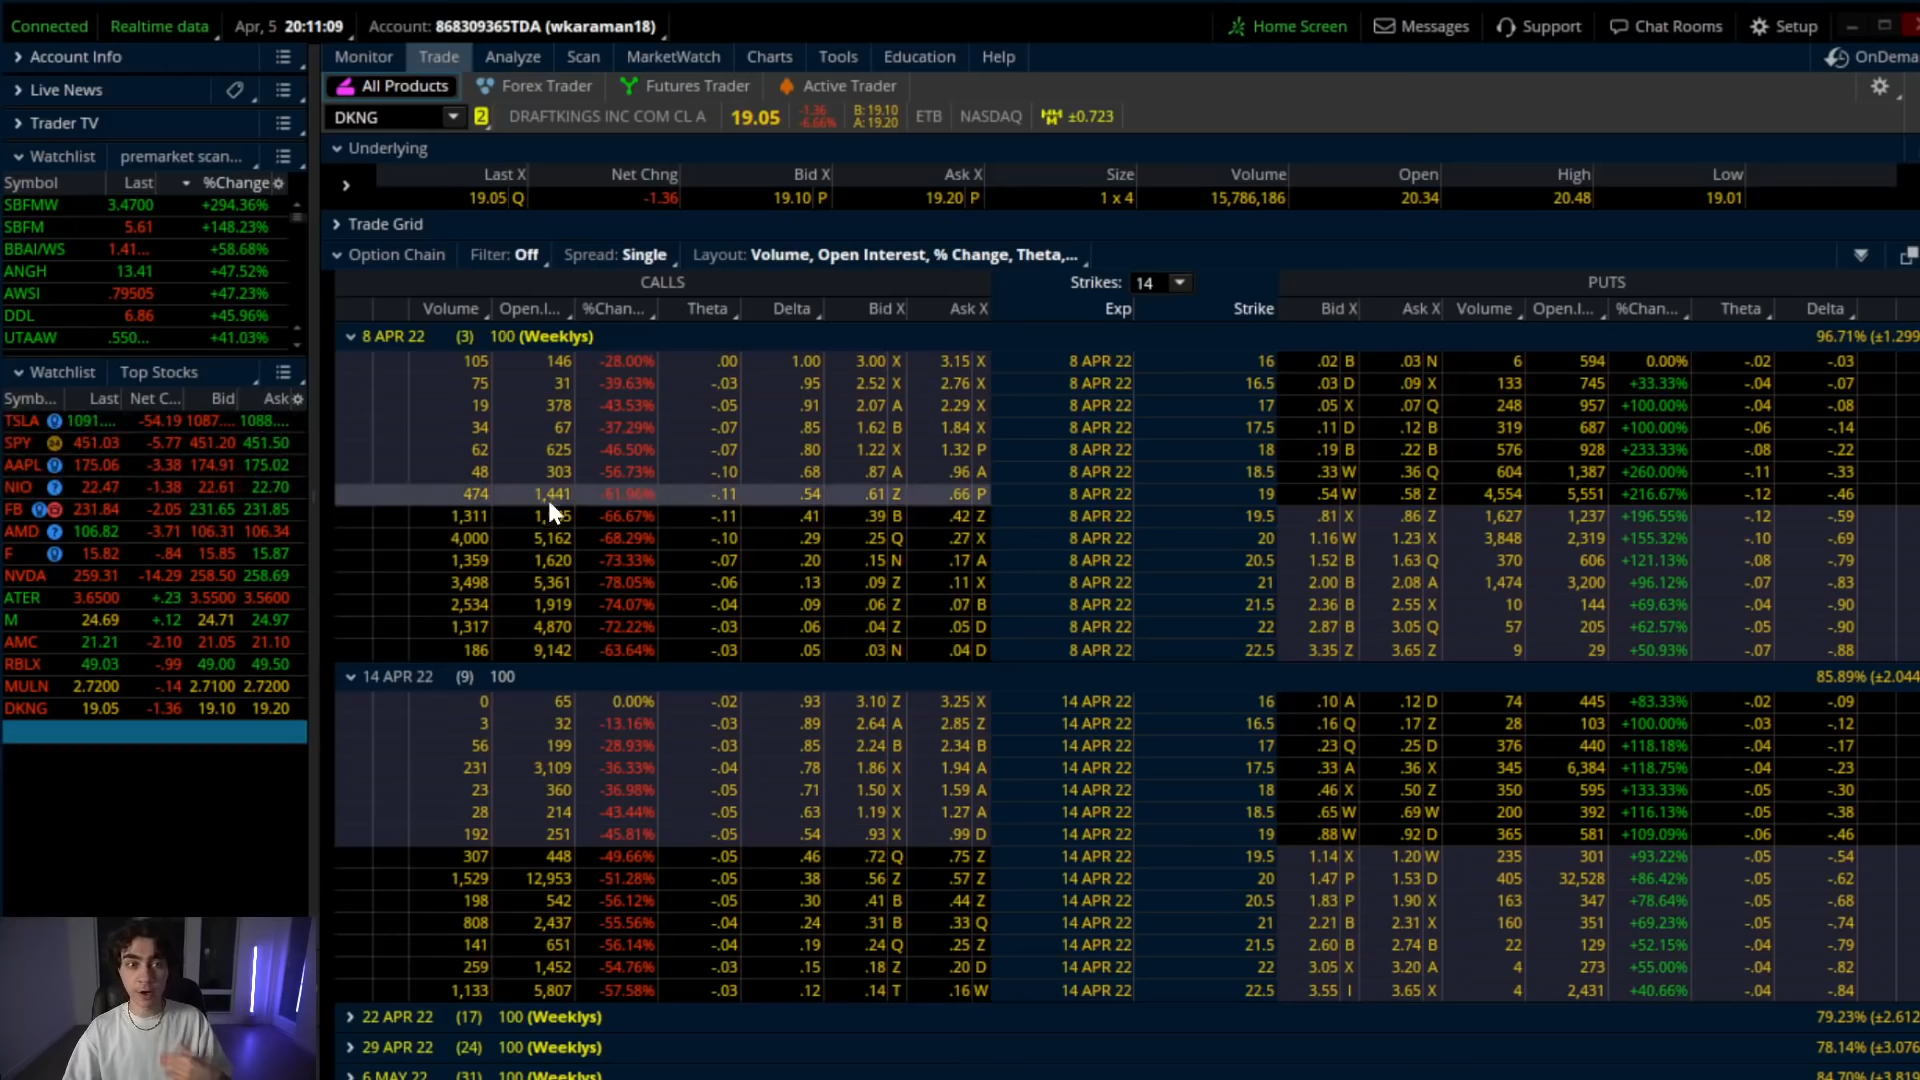 Connected Realtime data Apr, 5 20:11:09 Account: 868309365TDA (wkaraman18) Home Screen Messages Support Chat Rooms Setup
Account Info
Live News
Trader TV
Watchlist premarket scan...
Symbol Last %Change
SBFMW 3.4700 +294.36%
SBFM 5.61 +148.23%
BBAI/WS 1.41... +58.68%
ANGH 13.41 +47.52%
AWSI .79505 +47.23%
DDL 6.86 +45.96%
UTAAW .550... +41.03%
Watchlist Top Stocks
Symb... Last Net C... Bid Ask
TSLA 1091.... -54.19 1087.... 1088....
SPY 451.03 -5.77 451.20 451.50
AAPL 175.06 -3.38 174.91 175.02
NIO 22.47 -1.38 22.61 22.70
FB 231.84 -2.05 231.65 231.85
AMD 106.82 -3.71 106.31 106.34
F 15.82 -.84 15.85 15.87
NVDA 259.31 -14.29 258.50 258.69
ATER 3.6500 +.23 3.5500 3.5600
M 24.69 +.12 24.71 24.97
AMC 21.21 -2.10 21.05 21.10
RBLX 49.03 -.99 49.00 49.50
MULN 2.7200 -.14 2.7100 2.7200
DKNG 19.05 -1.36 19.10 19.20
Monitor Trade Analyze Scan MarketWatch Charts Tools Education Help OnDema
All Products Forex Trader Futures Trader Active Trader
DKNG 2 DRAFTKINGS INC COM CL A 19.05 -1.36 -6.66% B: 19.10 A: 19.20 ETB NASDAQ ±0.723
Underlying
Last X Net Chng Bid X Ask X Size Volume Open High Low
19.05 Q -1.36 19.10 P 19.20 P 1 x 4 15,786,186 20.34 20.48 19.01
Trade Grid
Option Chain Filter: Off Spread: Single Layout: Volume, Open Interest, % Change, Theta,...
CALLS Strikes: 14 PUTS
Volume Open.I... %Chan... Theta Delta Bid X Ask X Exp Strike Bid X Ask X Volume Open.I... %Chan... Theta Delta
8 APR 22 (3) 100 (Weeklys) 96.71% (±1.299
105 146 -28.00% .00 1.00 3.00 X 3.15 X 8 APR 22 16 .02 B .03 N 6 594 0.00% -.02 -.03
75 31 -39.63% -.03 .95 2.52 X 2.76 X 8 APR 22 16.5 .03 D .09 X 133 745 +33.33% -.04 -.07
19 378 -43.53% -.05 .91 2.07 A 2.29 X 8 APR 22 17 .05 X .07 Q 248 957 +100.00% -.04 -.08
34 67 -37.29% -.07 .85 1.62 B 1.84 X 8 APR 22 17.5 .11 D .12 B 319 687 +100.00% -.06 -.14
62 625 -46.50% -.07 .80 1.22 X 1.32 P 8 APR 22 18 .19 B .22 B 576 928 +233.33% -.08 -.22
48 303 -56.73% -.10 .68 .87 A .96 A 8 APR 22 18.5 .33 W .36 Q 604 1,387 +260.00% -.11 -.33
474 1,441 -61.96% -.11 .54 .61 Z .66 P 8 APR 22 19 .54 W .58 Z 4,554 5,551 +216.67% -.12 -.46
1,311 -66.67% -.11 .41 .39 B .42 Z 8 APR 22 19.5 .81 X .86 Z 1,627 1,237 +196.55% -.12 -.59
4,000 5,162 -68.29% -.10 .29 .25 Q .27 X 8 APR 22 20 1.16 W 1.23 X 3,848 2,319 +155.32% -.10 -.69
1,359 1,620 -73.33% -.07 .20 .15 N .17 A 8 APR 22 20.5 1.52 B 1.63 Q 370 606 +121.13% -.08 -.79
3,498 5,361 -78.05% -.06 .13 .09 Z .11 X 8 APR 22 21 2.00 B 2.08 A 1,474 3,200 +96.12% -.07 -.83
2,534 1,919 -74.07% -.04 .09 .06 Z .07 B 8 APR 22 21.5 2.36 B 2.55 X 10 144 +69.63% -.04 -.90
1,317 4,870 -72.22% -.03 .06 .04 Z .05 D 8 APR 22 22 2.87 B 3.05 Q 57 205 +62.57% -.05 -.90
186 9,142 -63.64% -.03 .05 .03 N .04 D 8 APR 22 22.5 3.35 Z 3.65 Z 9 29 +50.93% -.07 -.88
14 APR 22 (9) 100 85.89% (±2.044
0 65 0.00% -.02 .93 3.10 Z 3.25 X 14 APR 22 16 .10 A .12 D 74 445 +83.33% -.02 -.09
3 32 -13.16% -.03 .89 2.64 A 2.85 Z 14 APR 22 16.5 .16 Q .17 Z 28 103 +100.00% -.03 -.12
56 199 -28.93% -.03 .85 2.24 B 2.34 B 14 APR 22 17 .23 Q .25 D 376 440 +118.18% -.04 -.17
231 3,109 -36.33% -.04 .78 1.86 X 1.94 A 14 APR 22 17.5 .33 A .36 X 345 6,384 +118.75% -.04 -.23
23 360 -36.98% -.05 .71 1.50 X 1.59 A 14 APR 22 18 .46 X .50 Z 350 595 +133.33% -.05 -.30
28 214 -43.44% -.05 .63 1.19 X 1.27 A 14 APR 22 18.5 .65 W .69 W 200 392 +116.13% -.04 -.38
192 251 -45.81% -.05 .54 .93 X .99 D 14 APR 22 19 .88 W .92 D 365 581 +109.09% -.06 -.46
307 448 -49.66% -.05 .46 .72 Q .75 Z 14 APR 22 19.5 1.14 X 1.20 W 235 301 +93.22% -.05 -.54
1,529 12,953 -51.28% -.05 .38 .56 Z .57 Z 14 APR 22 20 1.47 P 1.53 D 405 32,528 +86.42% -.05 -.62
198 542 -56.12% -.05 .30 .41 B .44 Z 14 APR 22 20.5 1.83 P 1.90 X 163 347 +78.64% -.05 -.68
808 2,437 -55.56% -.04 .24 .31 B .33 Q 14 APR 22 21 2.21 B 2.31 X 160 351 +69.23% -.05 -.74
141 651 -56.14% -.04 .19 .24 Q .25 Z 14 APR 22 21.5 2.60 B 2.74 B 22 129 +52.15% -.04 -.79
259 1,452 -54.76% -.03 .15 .18 Z .20 D 14 APR 22 22 3.05 X 3.20 A 4 273 +55.00% -.04 -.82
1,133 5,807 -57.58% -.03 .12 .14 T .16 W 14 APR 22 22.5 3.55 I 3.65 X 4 2,431 +40.66% -.04 -.84
22 APR 22 (17) 100 (Weeklys) 79.23% (±2.612
29 APR 22 (24) 100 (Weeklys) 78.14% (±3.076
6 MAY 22 (31) 100 (Weeklys) 84.70% (±3.819